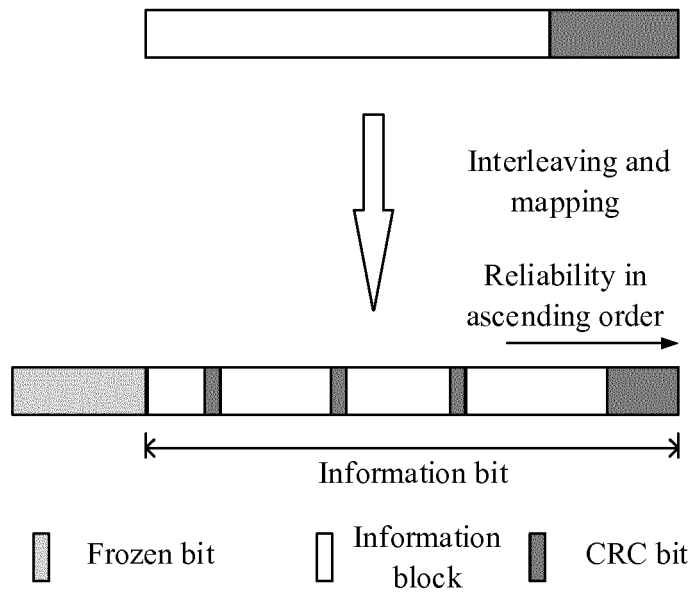 Interleaving and
mapping
Reliability in
ascending order
Information bit
Frozen bit
Information
block
CRC bit